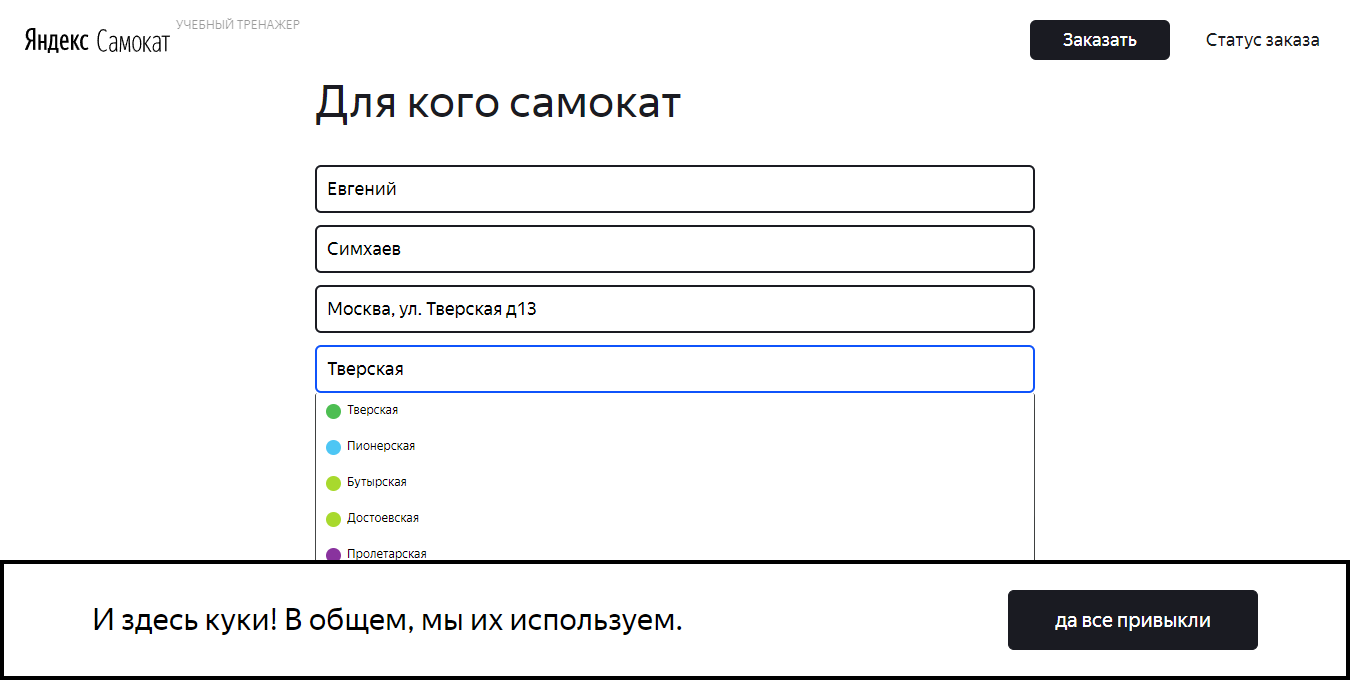 Яндекс Самокат
УЧЕБНЫЙ ТРЕНАЖЕР
Заказать
Статус заказа
Для кого самокат
Евгений
Симхаев
Москва, ул. Тверская д13
Тверская
Тверская
Пионерская
Бутырская
Достоевская
Пролетарская
И здесь куки! В общем, мы их используем.
да все привыкли